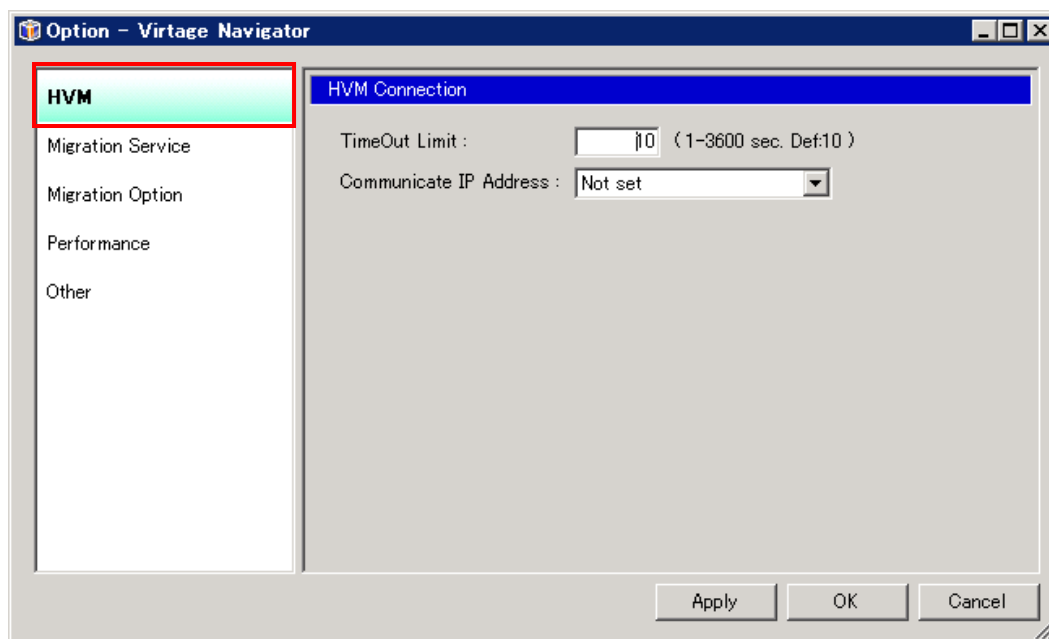 Option - Virtage Navigator
HVM
Migration Service
Migration Option
Performance
Other
HVM Connection
TimeOut Limit : 10 (1-3600 sec. Def:10 )
Communicate IP Address : Not set
Apply OK Cancel